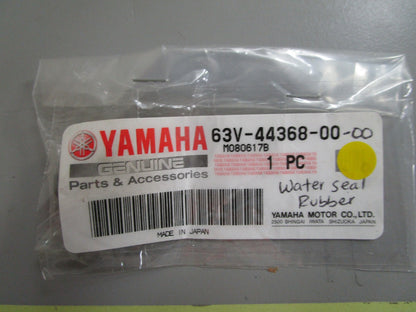 YAMAHA 63V-44368-00-00
M080617B
GENUINE 1 PC
Parts & Accessories
Water Seal
Rubber
YAMAHA MOTOR CO.,LTD.
2500 SHINGAI IWATA SHIZUOKA JAPAN
MADE IN JAPAN